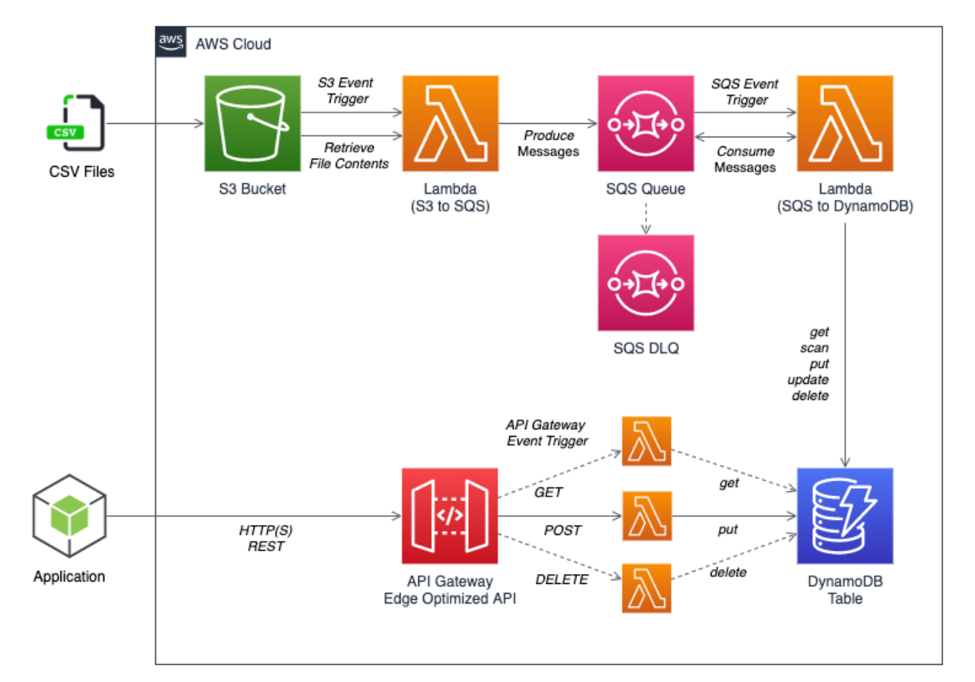 aws
AWS Cloud
S3 Event
Trigger
SQS Event
Trigger
CSV
Retrieve
File Contents
Produce
Messages
Consume
Messages
CSV Files
S3 Bucket
Lambda
(S3 to SQS)
SQS Queue
Lambda
(SQS to DynamoDB)
SQS DLQ
get
scan
put
update
delete
API Gateway
Event Trigger
GET
get
</>
HTTP(S)
REST
POST
put
DELETE
delete
Application
API Gateway
Edge Optimized API
DynamoDB
Table